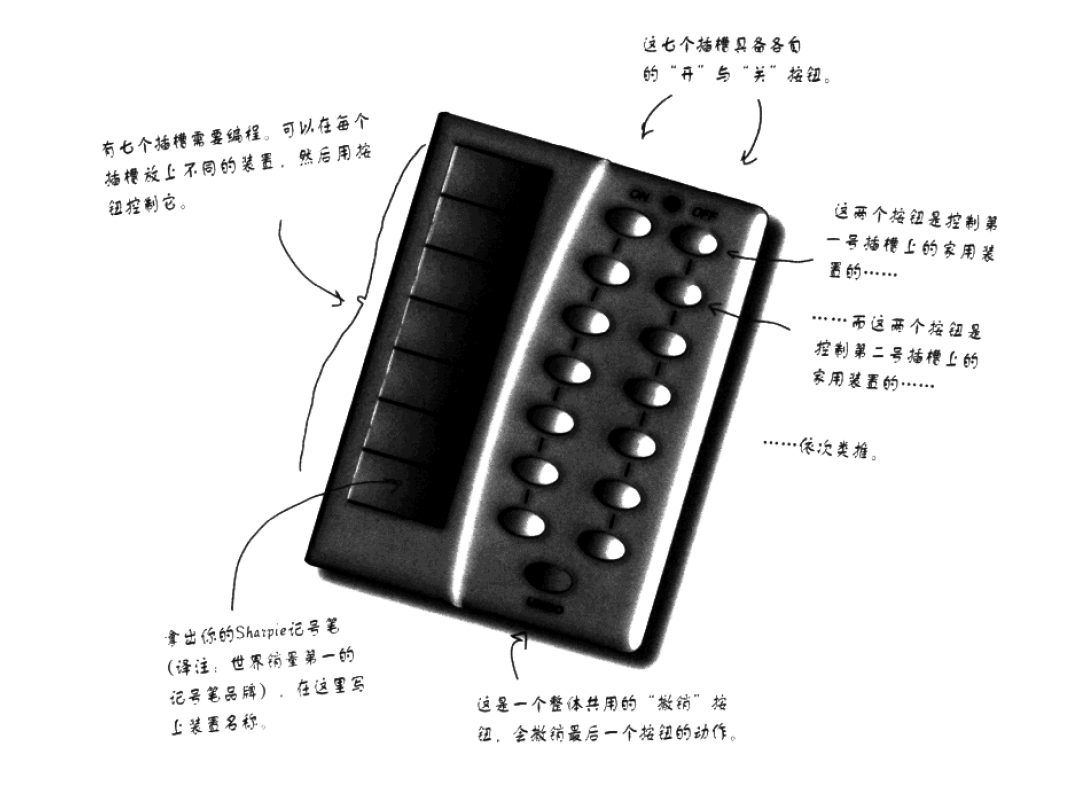 这七个插槽具备各自
的“开”与“关”按钮。
有七个插槽需要编程。可以在每个
插槽放上不同的装置，然后用按
钮控制它。
ON OFF
这两个按钮是控制第
一号插槽上的家用装
置的……
……而这两个按钮是
控制第二号插槽上的
家用装置的……
……依次类推。
拿出你的Sharpie记号笔
(译注：世界销量第一的
记号笔品牌)，在这里写
上装置名称。
这是一个整体共用的“撤销”按
钮，会撤销最后一个按钮的动作。